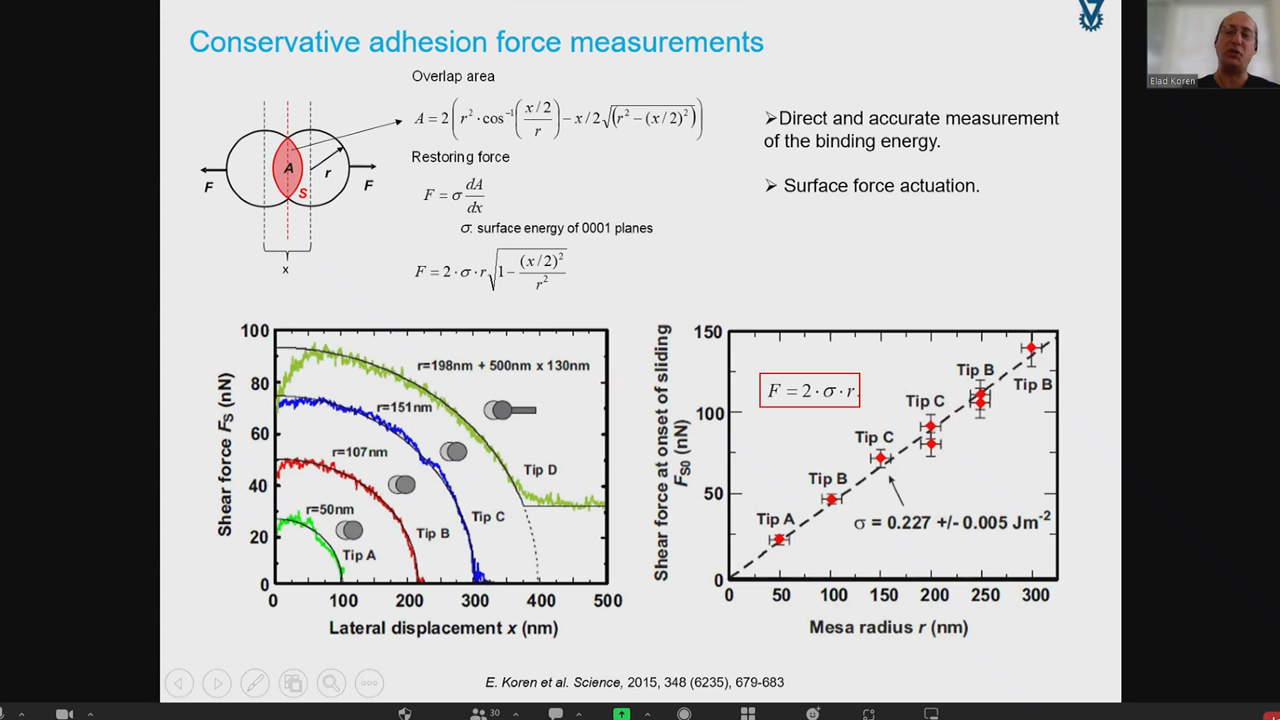 Conservative adhesion force measurements
Elad Koren
Overlap area
A = 2(r² · cos⁻¹((x/2)/r) − x/2√(r² − (x/2)²))
Restoring force
F = σ dA/dx
σ: surface energy of 0001 planes
F = 2 · σ · r√(1 − (x/2)²/r²)
A
S
r
F
F
x
➢Direct and accurate measurement
of the binding energy.
➢ Surface force actuation.
Shear force Fs (nN)
100
80
60
40
20
0
0 100 200 300 400 500
Lateral displacement x (nm)
r=198nm + 500nm x 130nm
r=151nm
r=107nm
r=50nm
Tip A
Tip B
Tip C
Tip D
Shear force at onset of sliding
FS0 (nN)
150
100
50
0
0 50 100 150 200 250 300
Mesa radius r (nm)
F = 2 · σ · r.
Tip A
Tip B
Tip C
Tip C
Tip B
Tip B
σ = 0.227 +/- 0.005 Jm⁻²
E. Koren et al. Science, 2015, 348 (6235), 679-683
30